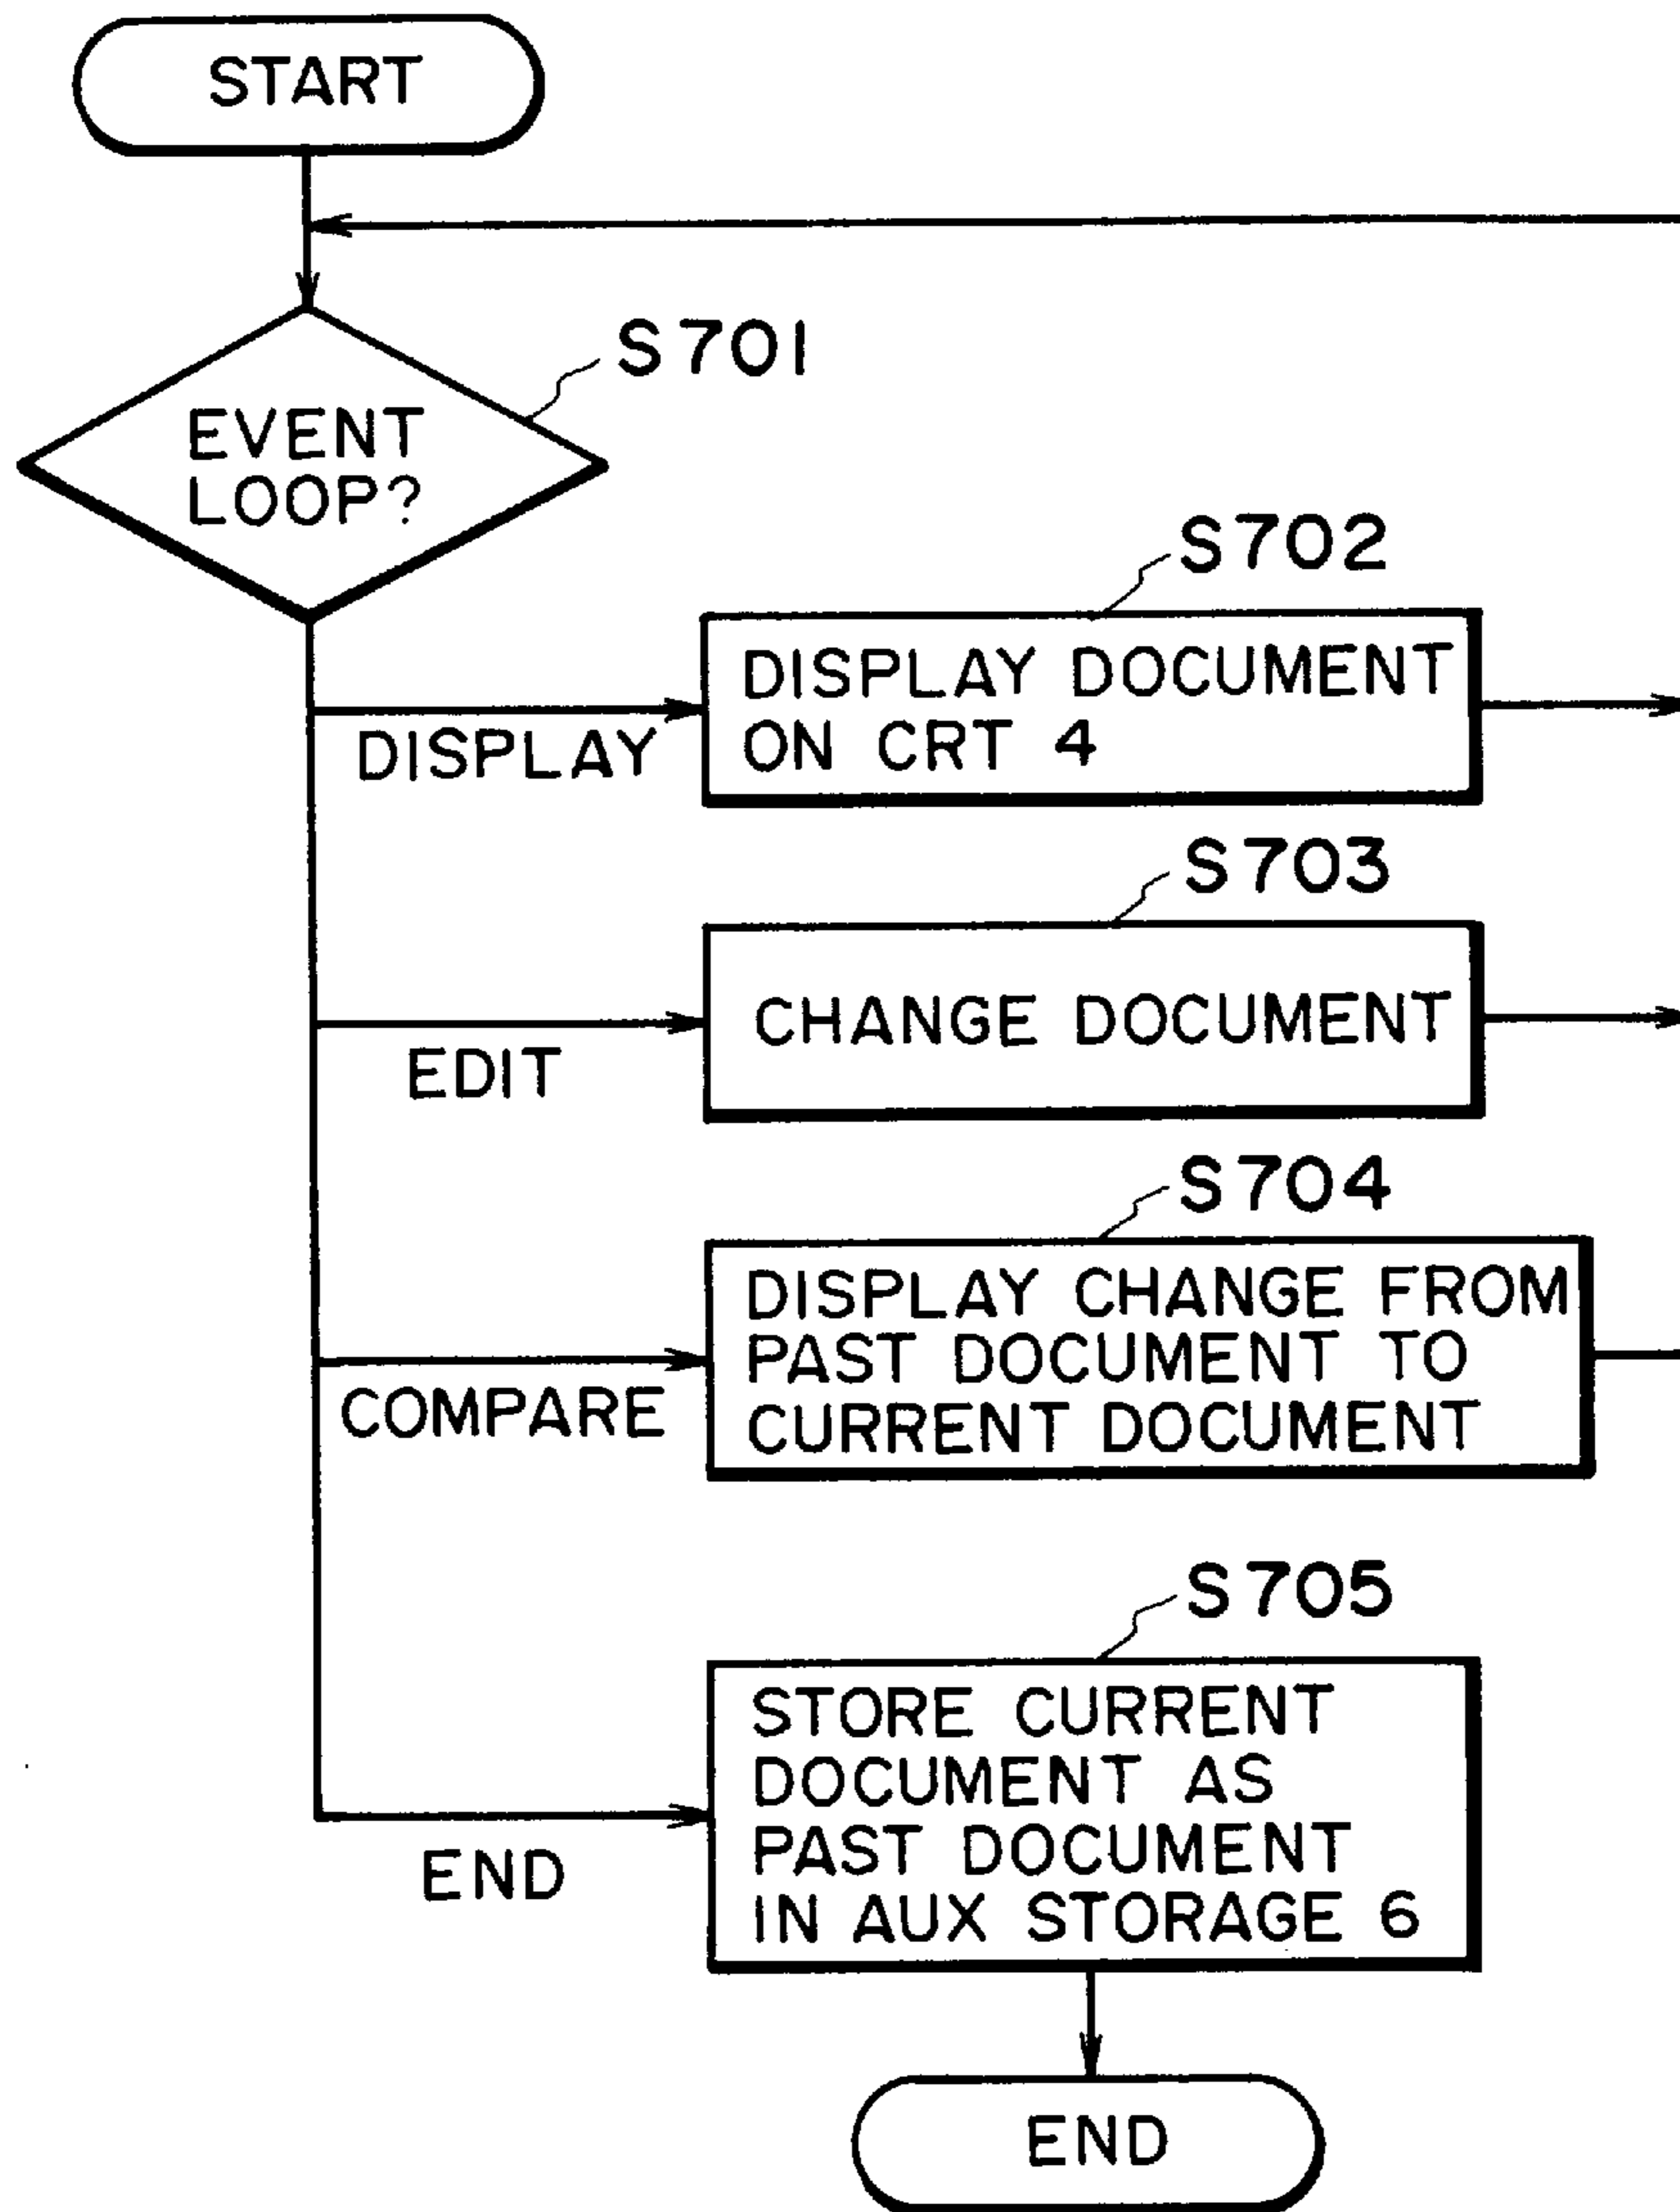 START
S701
EVENT
LOOP?
S702
DISPLAY DOCUMENT
ON CRT 4
DISPLAY
S703
CHANGE DOCUMENT
EDIT
S704
DISPLAY CHANGE FROM
PAST DOCUMENT TO
CURRENT DOCUMENT
COMPARE
S705
STORE CURRENT
DOCUMENT AS
PAST DOCUMENT
IN AUX STORAGE 6
END
END